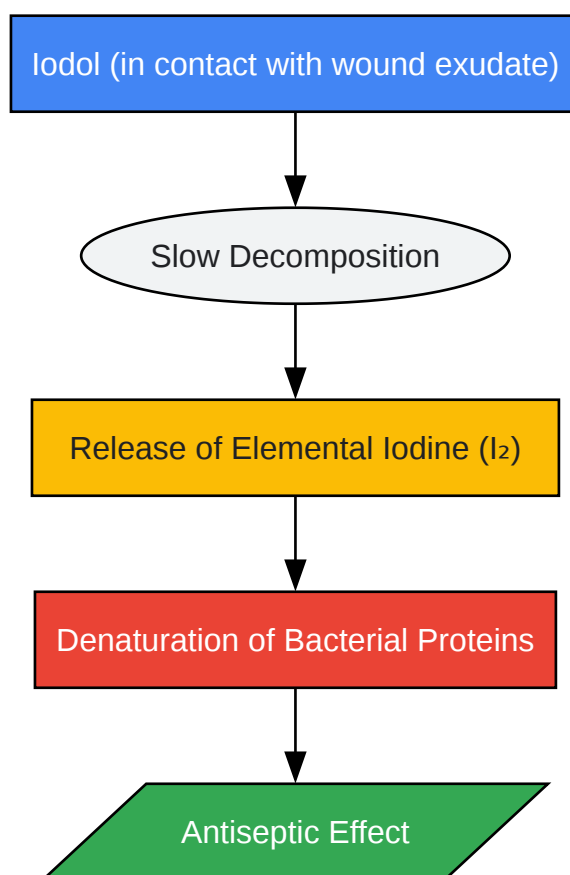 Iodol (in contact with wound exudate)
Slow Decomposition
Release of Elemental Iodine (I₂)
Denaturation of Bacterial Proteins
Antiseptic Effect